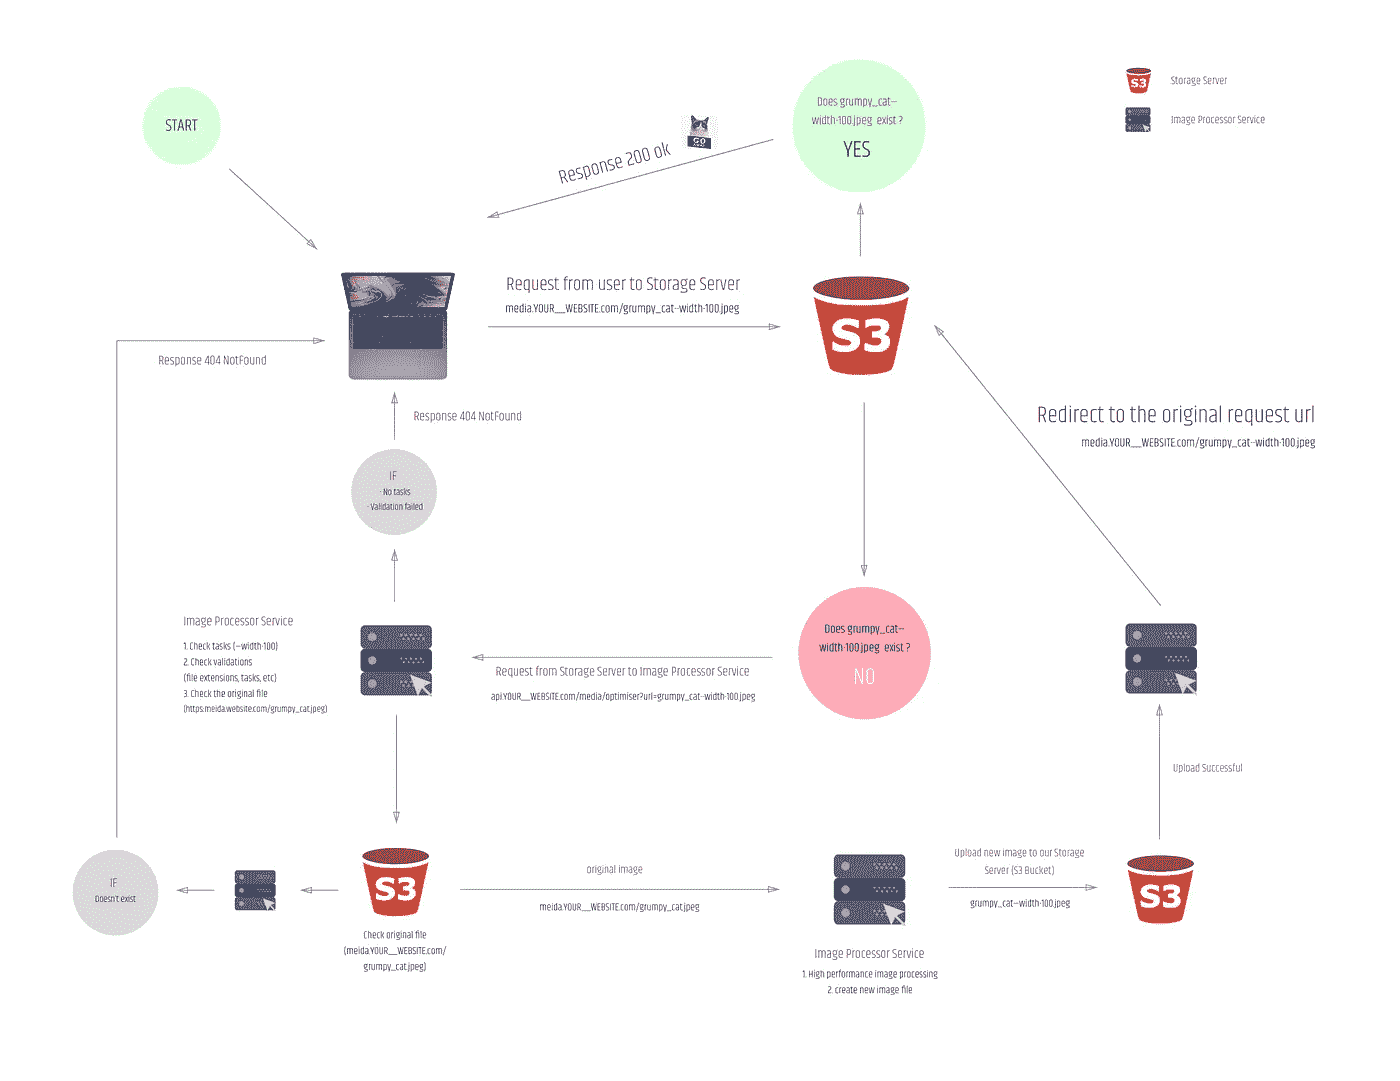 START
Does grumpy_cat--
width-100.jpeg exist ?
YES
S3
Storage Server
Image Processor Service
Response 200 ok
GO
Request from user to Storage Server
media.YOUR__WEBSITE.com/grumpy_cat--width-100.jpeg
S3
Response 404 NotFound
Response 404 NotFound
Redirect to the original request url
media.YOUR__WEBSITE.com/grumpy_cat--width-100.jpeg
IF
- No tasks
- Validation failed
Image Processor Service
1. Check tasks (--width-100)
2. Check validations
(file extensions, tasks, etc)
3. Check the original file
(https:meida.website.com/grumpy_cat.jpeg)
Request from Storage Server to Image Processor Service
api.YOUR__WEBSITE.com/media/optimiser?url=grumpy_cat--width-100.jpeg
Does grumpy_cat--
width-100.jpeg exist ?
NO
Upload Successful
IF
Doesn't exist
S3
Check original file
(meida.YOUR__WEBSITE.com/
grumpy_cat.jpeg)
original image
meida.YOUR__WEBSITE.com/grumpy_cat.jpeg
Image Processor Service
1. High performance image processing
2. create new image file
Upload new image to our Storage
Server (S3 Bucket)
grumpy_cat--width-100.jpeg
S3